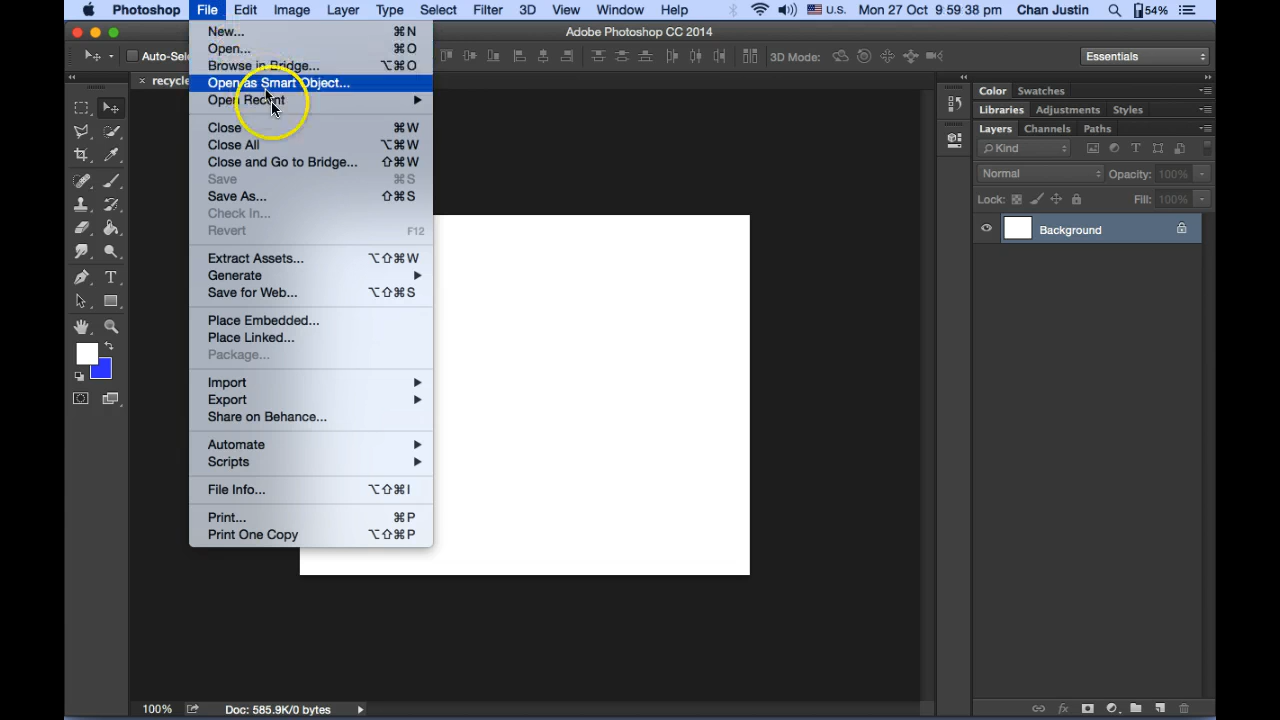 Photoshop File Edit Image Layer Type Select Filter 3D View Window Help U.S. Mon 27 Oct 9:59:38 pm Chan Justin 54%
Adobe Photoshop CC 2014
Auto-Sele 3D Mode: Essentials
× recycle
New... ⌘N
Open... ⌘O
Browse in Bridge... ⌥⌘O
Open as Smart Object...
Open Recent
Close ⌘W
Close All ⌥⌘W
Close and Go to Bridge... ⇧⌘W
Save ⌘S
Save As... ⇧⌘S
Check In...
Revert F12
Extract Assets... ⌥⇧⌘W
Generate
Save for Web... ⌥⇧⌘S
Place Embedded...
Place Linked...
Package...
Import
Export
Share on Behance...
Automate
Scripts
File Info... ⌥⇧⌘I
Print... ⌘P
Print One Copy ⌥⇧⌘P
Color Swatches
Libraries Adjustments Styles
Layers Channels Paths
Kind
Normal Opacity: 100%
Lock: Fill: 100%
Background
100% Doc: 585.9K/0 bytes